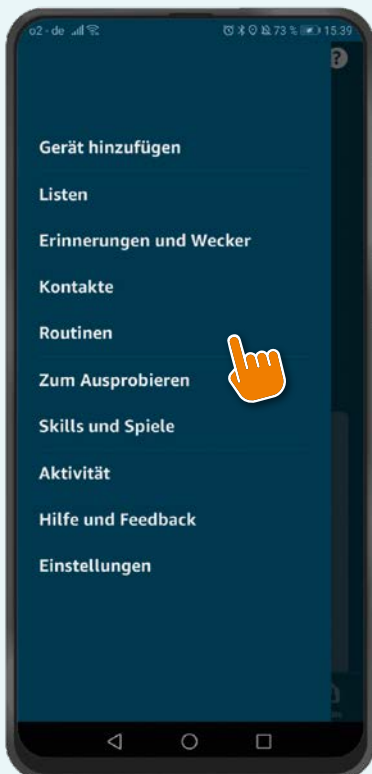 o2 - de 73 % 15:39
?
Gerät hinzufügen
Listen
Erinnerungen und Wecker
Kontakte
Routinen
Zum Ausprobieren
Skills und Spiele
Aktivität
Hilfe und Feedback
Einstellungen